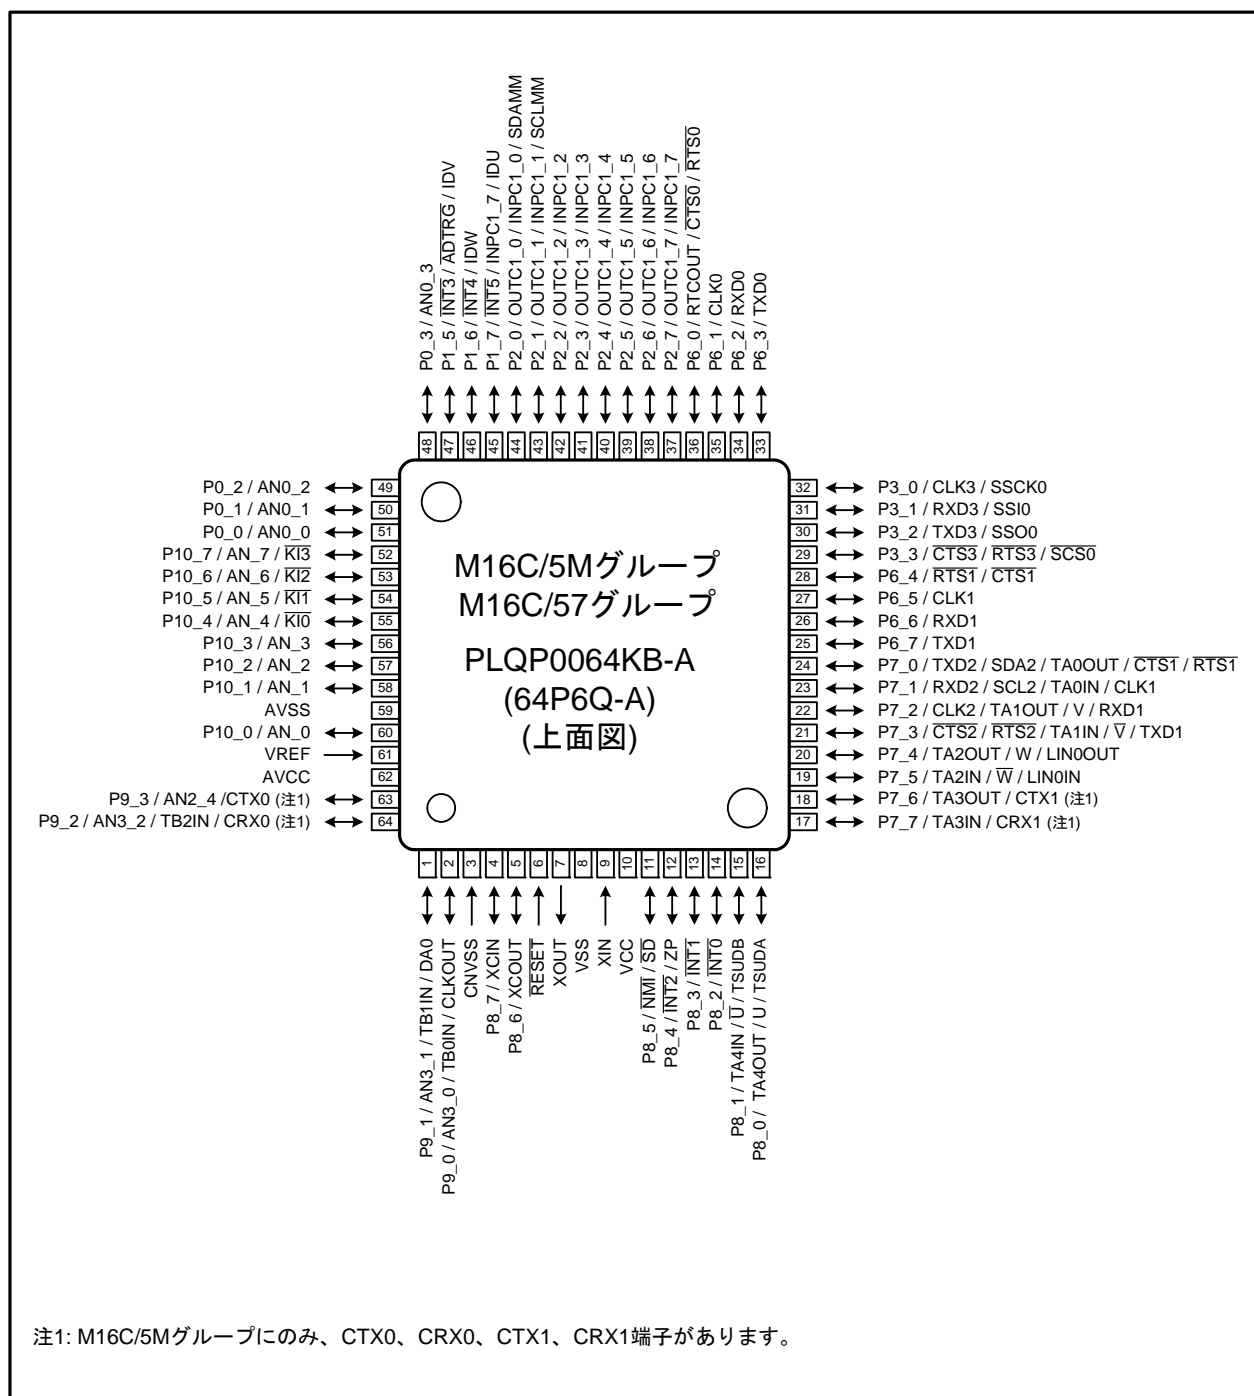 P0_3 / AN0_3
P1_5 / INT3 / ADTRG / IDV
P1_6 / INT4 / IDW
P1_7 / INT5 / INPC1_7 / IDU
P2_0 / OUTC1_0 / INPC1_0 / SDAMM
P2_1 / OUTC1_1 / INPC1_1 / SCLMM
P2_2 / OUTC1_2 / INPC1_2
P2_3 / OUTC1_3 / INPC1_3
P2_4 / OUTC1_4 / INPC1_4
P2_5 / OUTC1_5 / INPC1_5
P2_6 / OUTC1_6 / INPC1_6
P2_7 / OUTC1_7 / INPC1_7
P6_0 / RTCOUT / CTS0 / RTS0
P6_1 / CLK0
P6_2 / RXD0
P6_3 / TXD0
48 47 46 45 44 43 42 41 40 39 38 37 36 35 34 33
P0_2 / AN0_2 49
P0_1 / AN0_1 50
P0_0 / AN0_0 51
P10_7 / AN_7 / KI3 52
P10_6 / AN_6 / KI2 53
P10_5 / AN_5 / KI1 54
P10_4 / AN_4 / KI0 55
P10_3 / AN_3 56
P10_2 / AN_2 57
P10_1 / AN_1 58
AVSS 59
P10_0 / AN_0 60
VREF 61
AVCC 62
P9_3 / AN2_4 /CTX0 (注1) 63
P9_2 / AN3_2 / TB2IN / CRX0 (注1) 64
M16C/5Mグループ
M16C/57グループ
PLQP0064KB-A
(64P6Q-A)
(上面図)
32 P3_0 / CLK3 / SSCK0
31 P3_1 / RXD3 / SSI0
30 P3_2 / TXD3 / SSO0
29 P3_3 / CTS3 / RTS3 / SCS0
28 P6_4 / RTS1 / CTS1
27 P6_5 / CLK1
26 P6_6 / RXD1
25 P6_7 / TXD1
24 P7_0 / TXD2 / SDA2 / TA0OUT / CTS1 / RTS1
23 P7_1 / RXD2 / SCL2 / TA0IN / CLK1
22 P7_2 / CLK2 / TA1OUT / V / RXD1
21 P7_3 / CTS2 / RTS2 / TA1IN / V / TXD1
20 P7_4 / TA2OUT / W / LIN0OUT
19 P7_5 / TA2IN / W / LIN0IN
18 P7_6 / TA3OUT / CTX1 (注1)
17 P7_7 / TA3IN / CRX1 (注1)
1 2 3 4 5 6 7 8 9 10 11 12 13 14 15 16
P9_1 / AN3_1 / TB1IN / DA0
P9_0 / AN3_0 / TB0IN / CLKOUT
CNVSS
P8_7 / XCIN
P8_6 / XCOUT
RESET
XOUT
VSS
XIN
VCC
P8_5 / NMI / SD
P8_4 / INT2 / ZP
P8_3 / INT1
P8_2 / INT0
P8_1 / TA4IN / U / TSUDB
P8_0 / TA4OUT / U / TSUDA
注1: M16C/5Mグループにのみ、CTX0、CRX0、CTX1、CRX1端子があります。